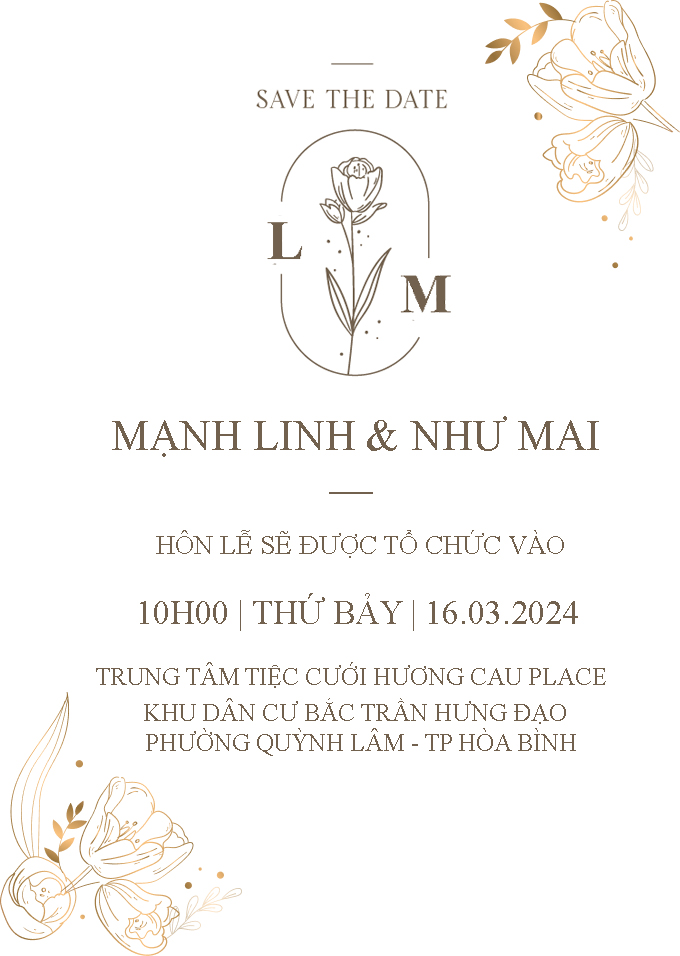 SAVE THE DATE
L
M
MẠNH LINH & NHƯ MAI
HÔN LỄ SẼ ĐƯỢC TỔ CHỨC VÀO
10H00 | THỨ BẢY | 16.03.2024
TRUNG TÂM TIỆC CƯỚI HƯƠNG CAU PLACE
KHU DÂN CƯ BẮC TRẦN HƯNG ĐẠO
PHƯỜNG QUỲNH LÂM - TP HÒA BÌNH